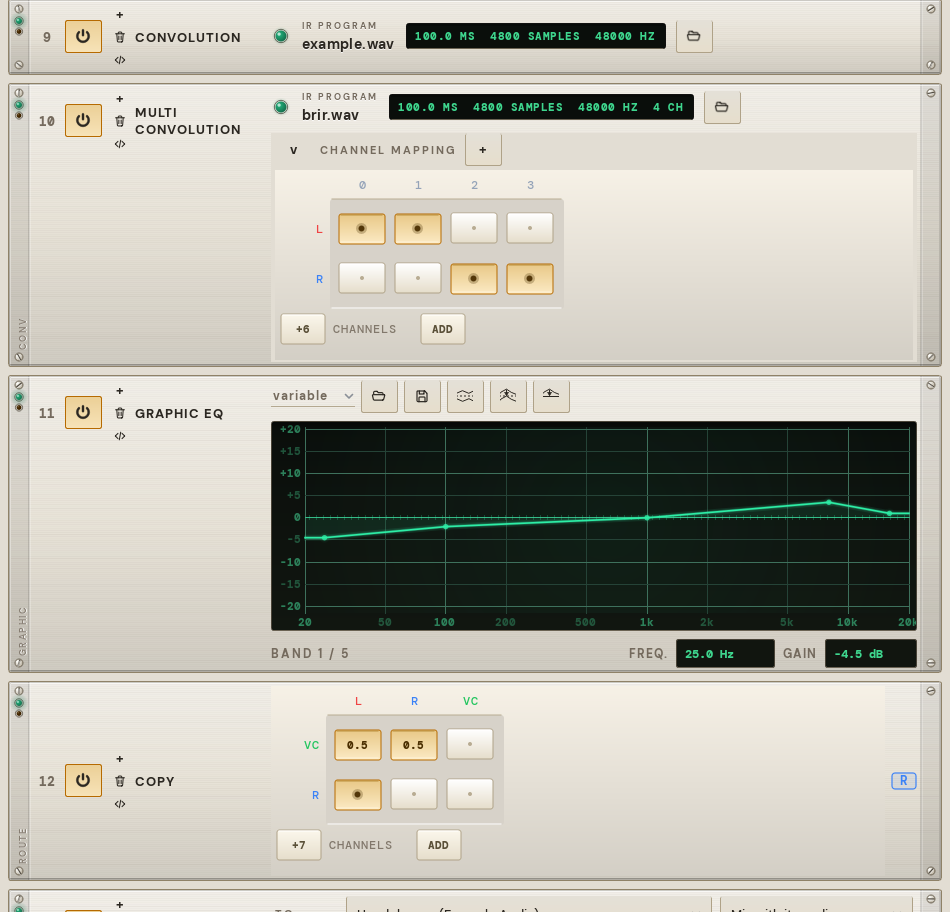 IR PROGRAM
9 CONVOLUTION example.wav 100.0 MS 4800 SAMPLES 48000 HZ
+
</>
IR PROGRAM
10 MULTI CONVOLUTION brir.wav 100.0 MS 4800 SAMPLES 48000 HZ 4 CH
+
</>
v CHANNEL MAPPING +
0 1 2 3
L
R
+6 CHANNELS ADD
CONV
variable
11 GRAPHIC EQ
+
</>
+20
+15
+10
+5
0
-5
-10
-15
-20
20 50 100 200 500 1k 2k 5k 10k 20k
BAND 1 / 5 FREQ. 25.0 Hz GAIN -4.5 dB
GRAPHIC
L R VC
VC 0.5 0.5
12 COPY
+
</>
R
R
+7 CHANNELS ADD
ROUTE